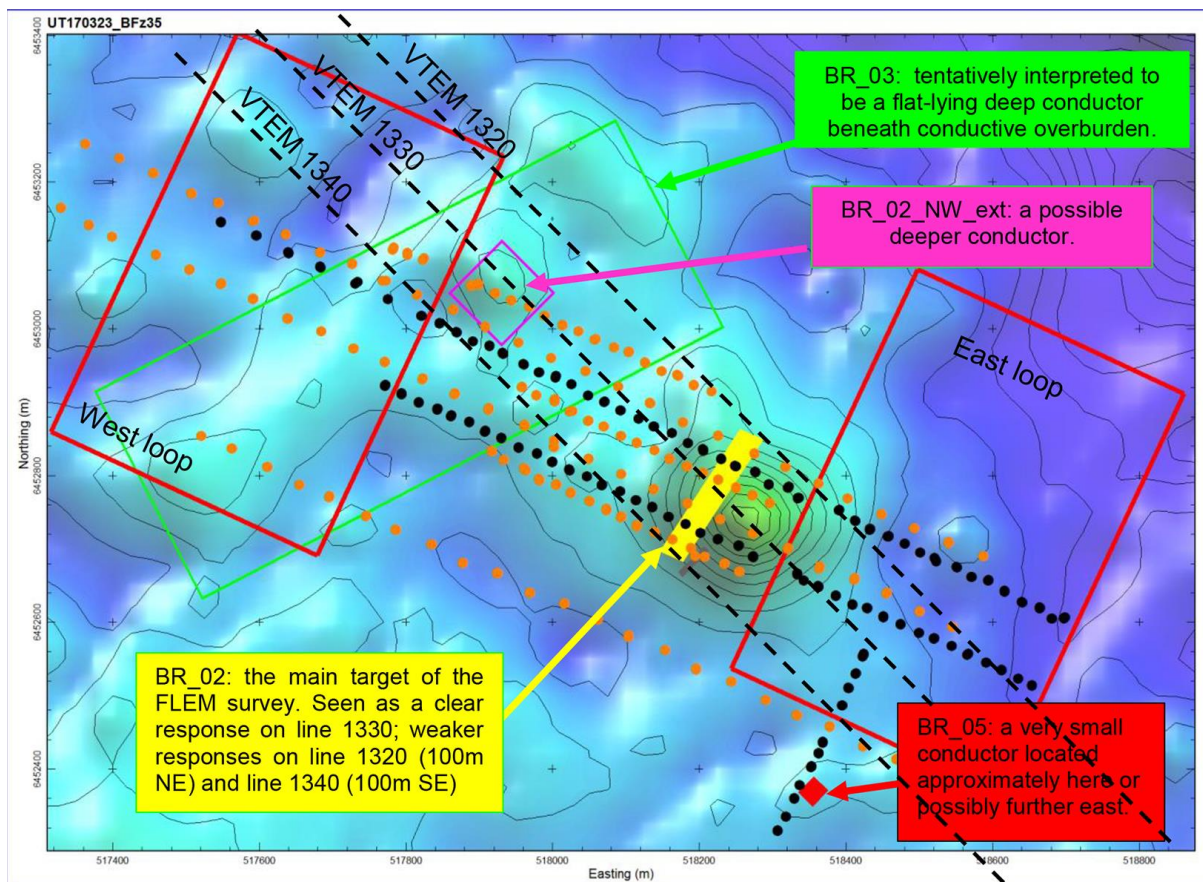 UT170323_BFz35
BR_03: tentatively interpreted to
be a flat-lying deep conductor
beneath conductive overburden.
VTEM 1320
VTEM 1330
VTEM 1340
BR_02_NW_ext: a possible
deeper conductor.
East loop
West loop
BR_02: the main target of the
FLEM survey. Seen as a clear
response on line 1330; weaker
responses on line 1320 (100m
NE) and line 1340 (100m SE)
BR_05: a very small
conductor located
approximately here or
possibly further east.
6453400
6453200
6453000
6452800
6452600
6452400
Northing (m)
517400
517600
517800
518000
518200
518400
518600
518800
Easting (m)